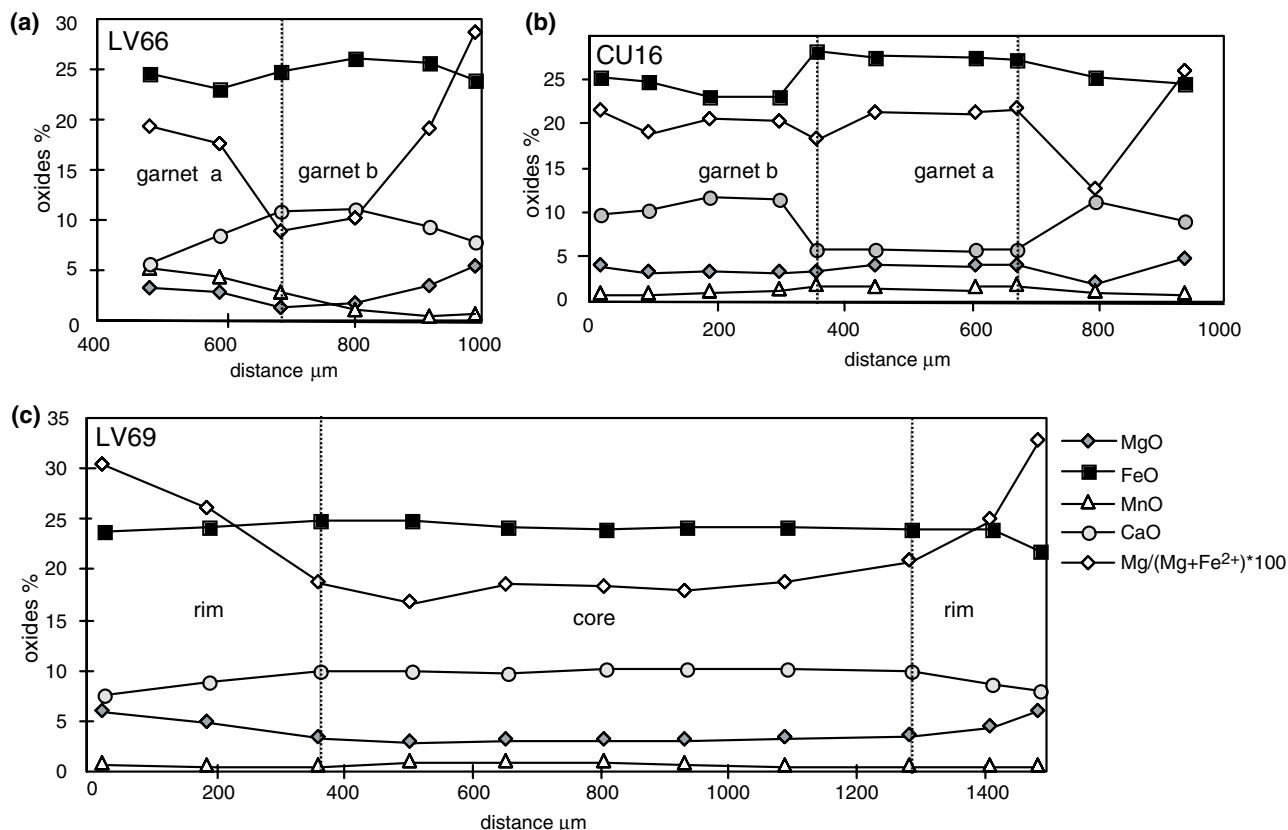 (a)
LV66
30
25
20
15
10
5
0
oxides %
garnet a
garnet b
400
600
800
1000
distance µm
(b)
CU16
25
20
15
10
5
0
oxides %
garnet b
garnet a
0
200
400
600
800
1000
distance µm
(c)
LV69
35
30
25
20
15
10
5
0
oxides %
rim
core
rim
0
200
400
600
800
1000
1200
1400
distance µm
MgO
FeO
MnO
CaO
Mg/(Mg+Fe²⁺)*100